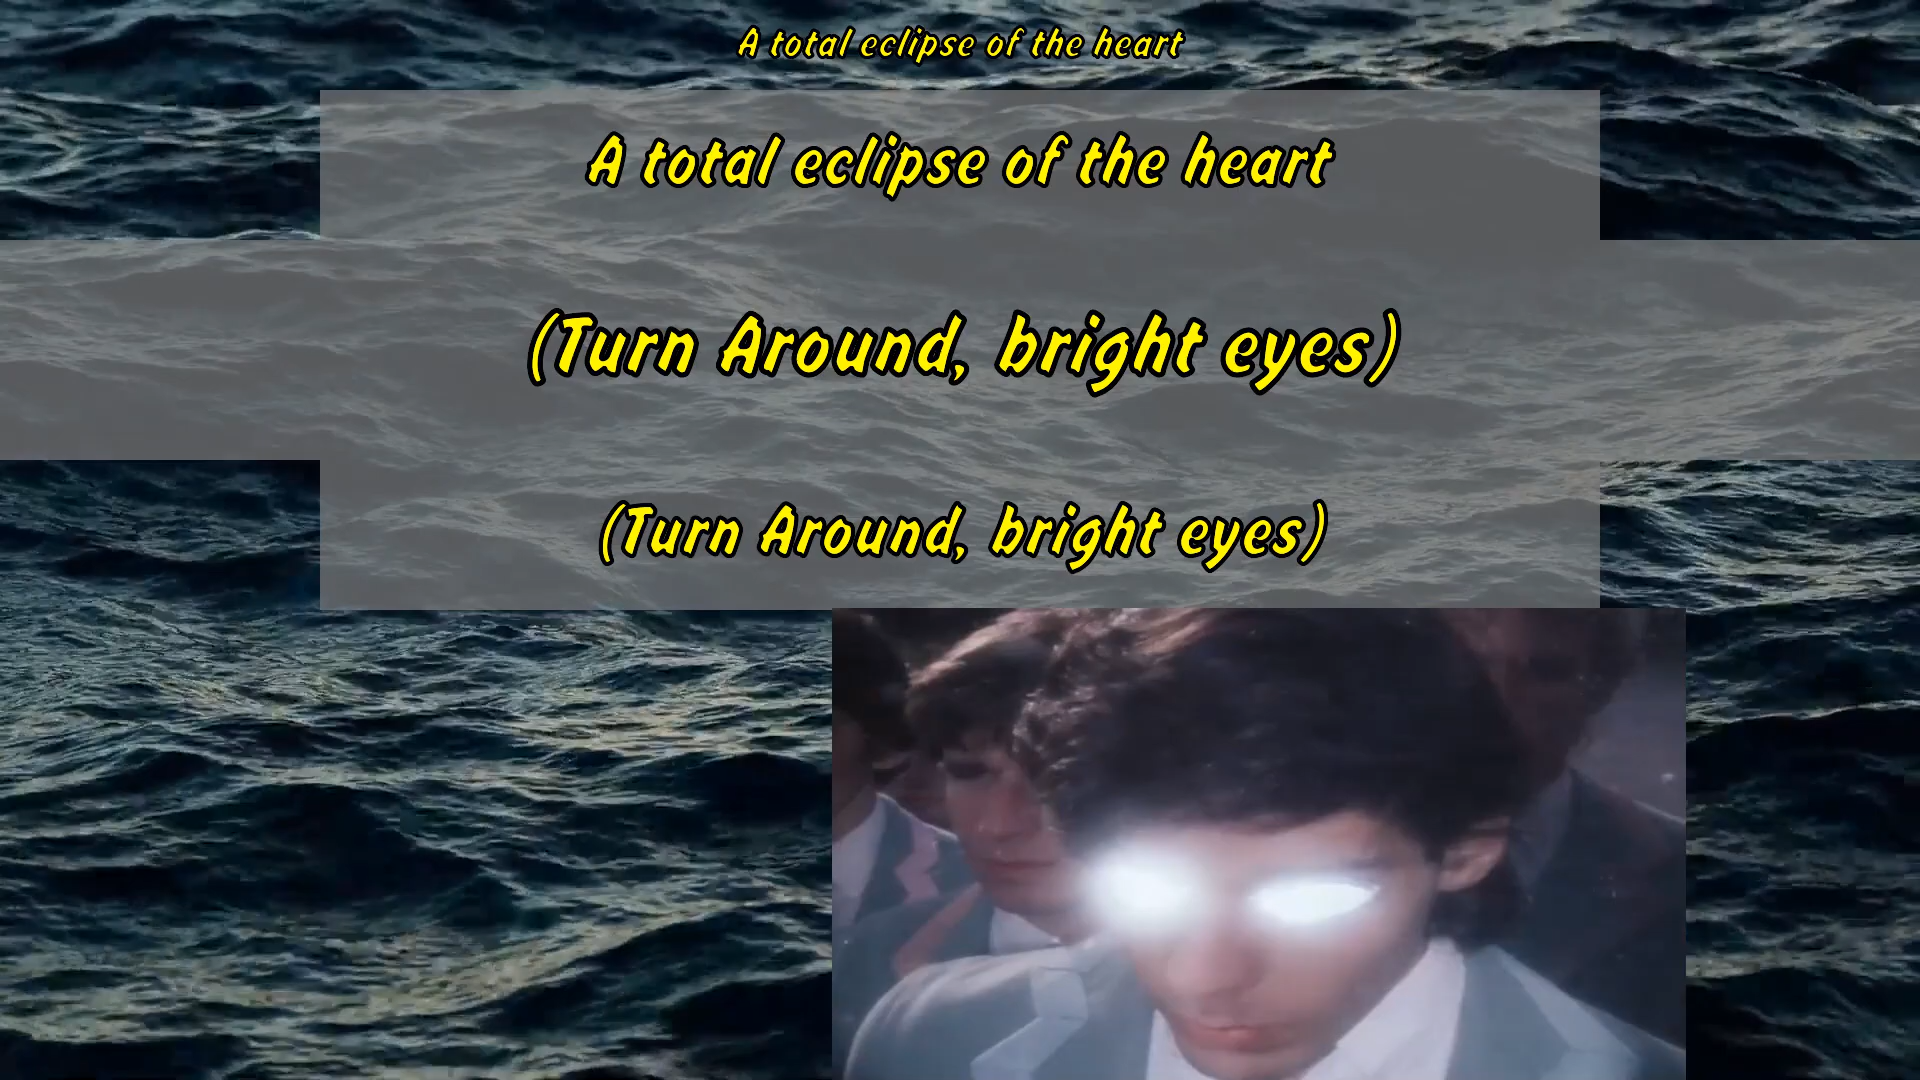 A total eclipse of the heart
A total eclipse of the heart
(Turn Around, bright eyes)
(Turn Around, bright eyes)